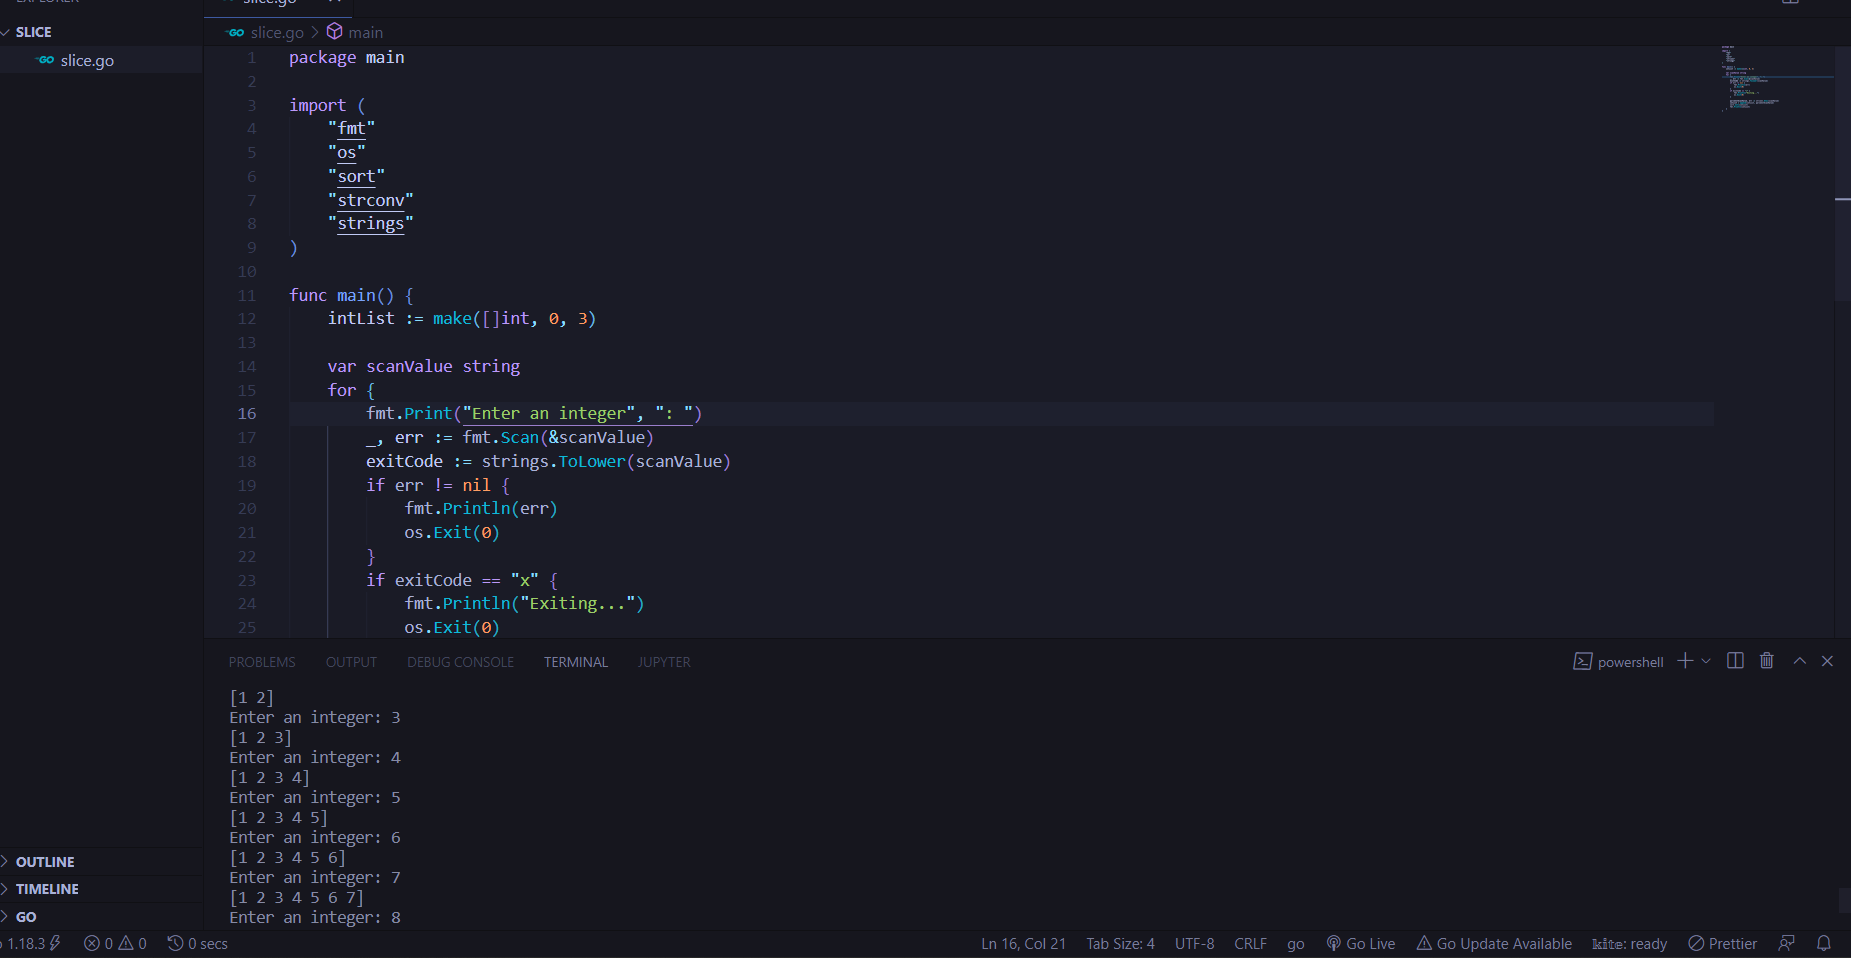 EXPLORER
slice.go
SLICE
slice.go
slice.go > main
1 package main
2
3 import (
4 "fmt"
5 "os"
6 "sort"
7 "strconv"
8 "strings"
9 )
10
11 func main() {
12 intList := make([]int, 0, 3)
13
14 var scanValue string
15 for {
16 fmt.Print("Enter an integer", ": ")
17 _, err := fmt.Scan(&scanValue)
18 exitCode := strings.ToLower(scanValue)
19 if err != nil {
20 fmt.Println(err)
21 os.Exit(0)
22 }
23 if exitCode == "x" {
24 fmt.Println("Exiting...")
25 os.Exit(0)
PROBLEMS OUTPUT DEBUG CONSOLE TERMINAL JUPYTER powershell
[1 2]
Enter an integer: 3
[1 2 3]
Enter an integer: 4
[1 2 3 4]
Enter an integer: 5
[1 2 3 4 5]
Enter an integer: 6
[1 2 3 4 5 6]
Enter an integer: 7
[1 2 3 4 5 6 7]
Enter an integer: 8
OUTLINE
TIMELINE
GO
1.18.3 0 0 0 secs Ln 16, Col 21 Tab Size: 4 UTF-8 CRLF go Go Live Go Update Available kite: ready Prettier